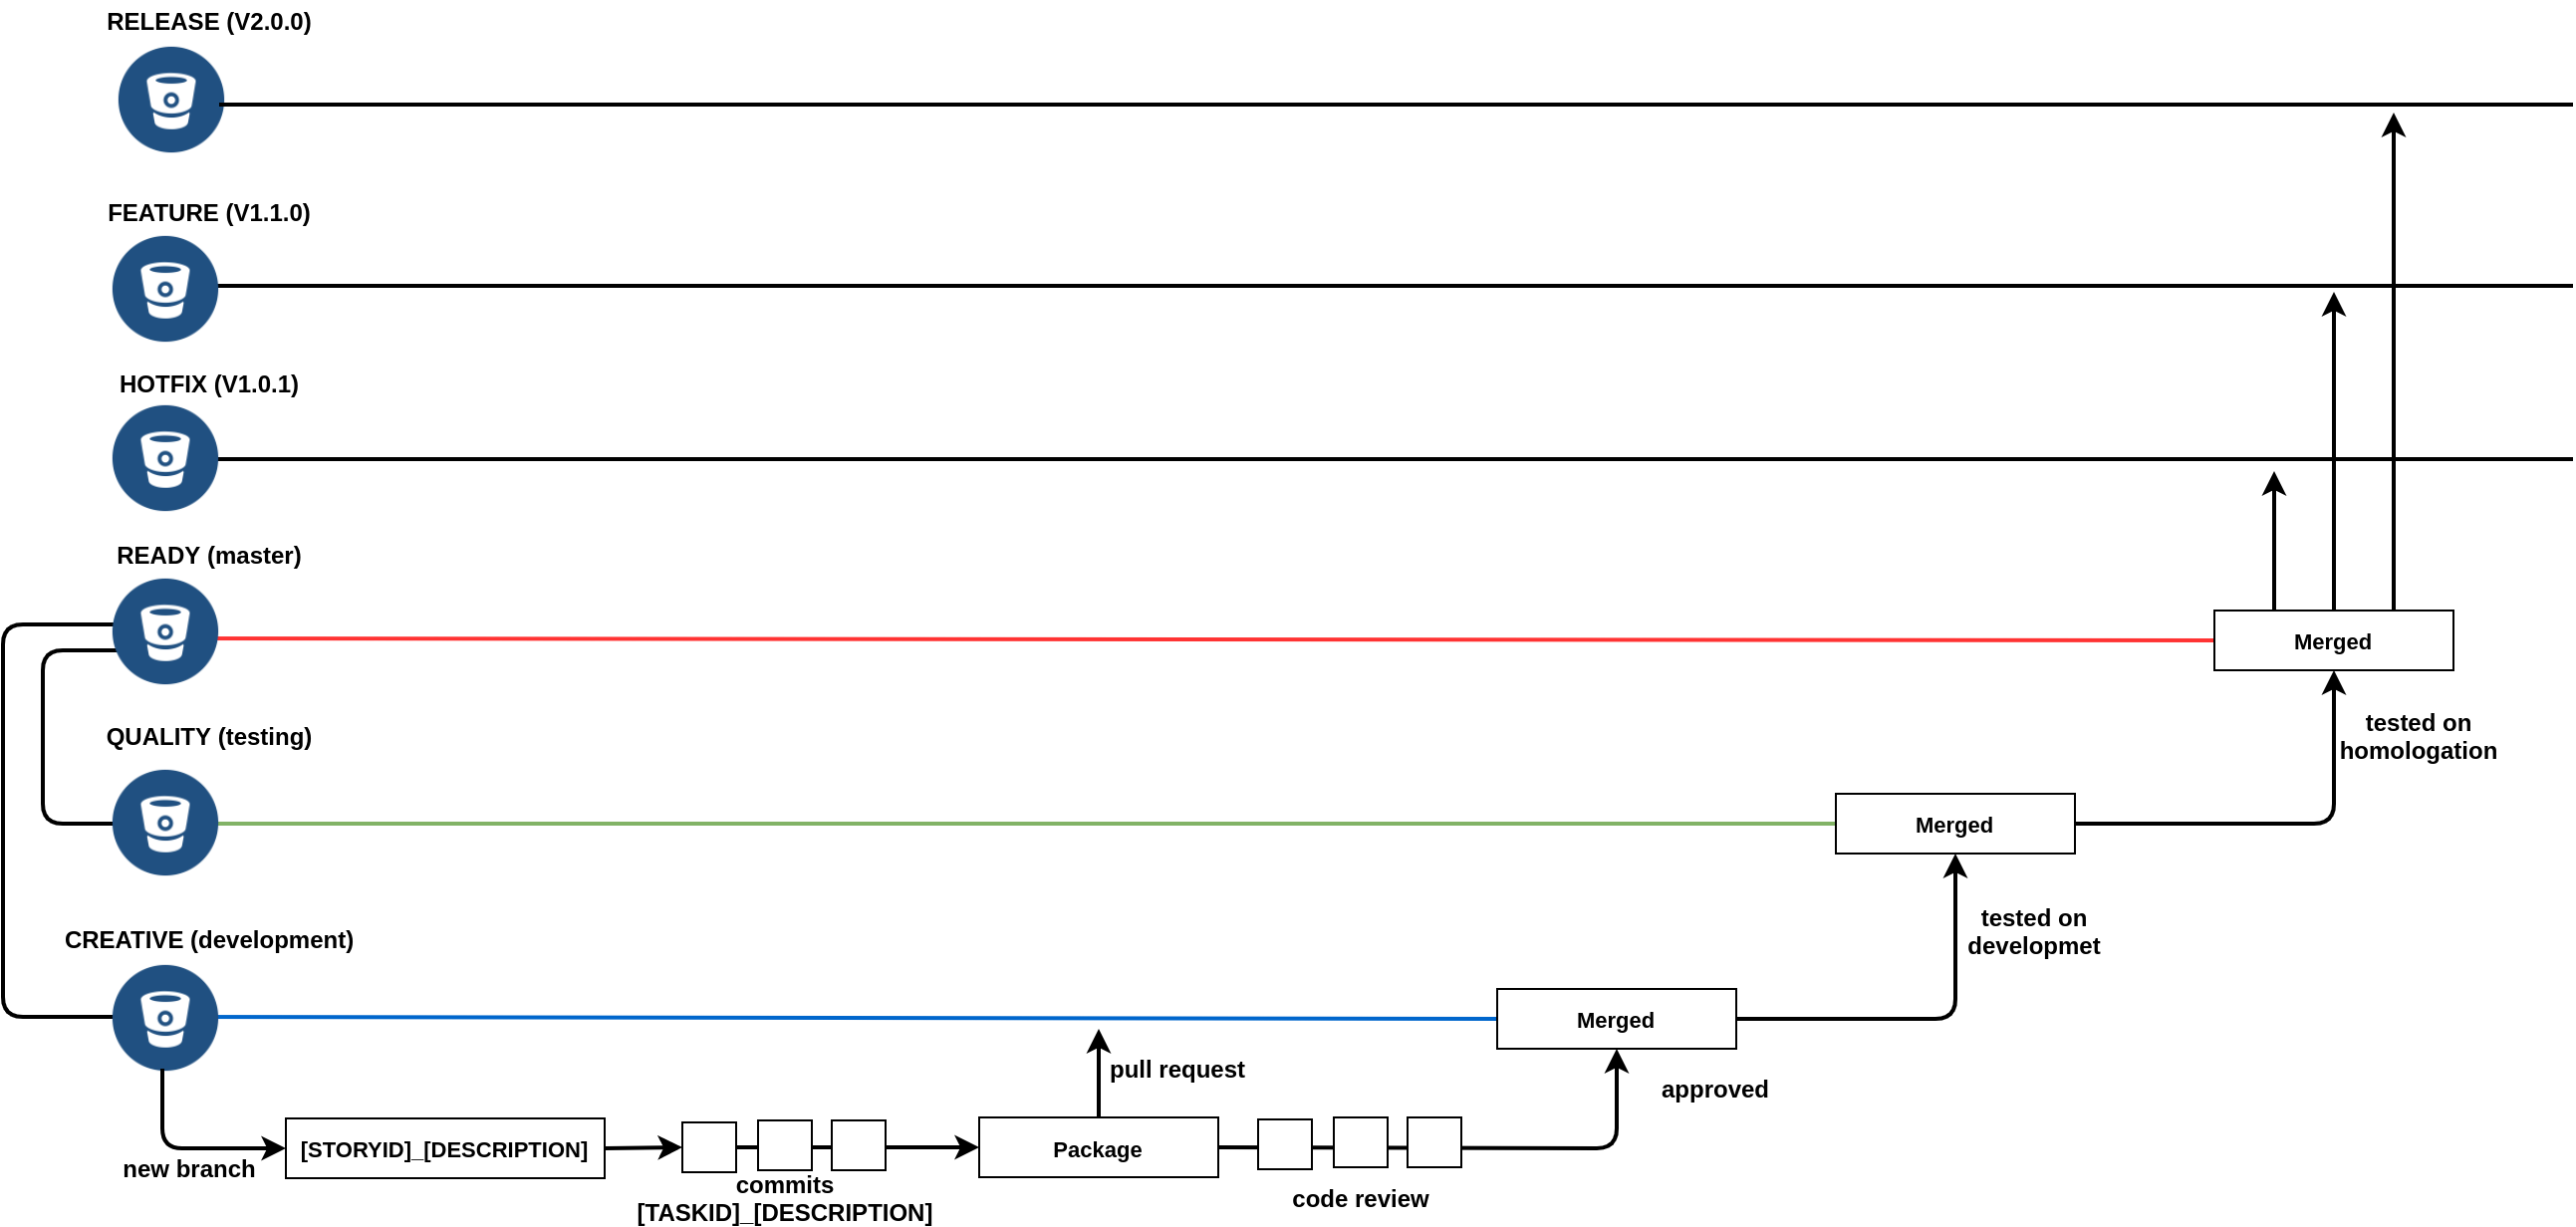 RELEASE (V2.0.0)
FEATURE (V1.1.0)
HOTFIX (V1.0.1)
READY (master)
Merged
tested on
homologation
QUALITY (testing)
Merged
tested on
developmet
CREATIVE (development)
Merged
pull request
approved
[STORYID]_[DESCRIPTION]
Package
new branch
commits
[TASKID]_[DESCRIPTION]
code review